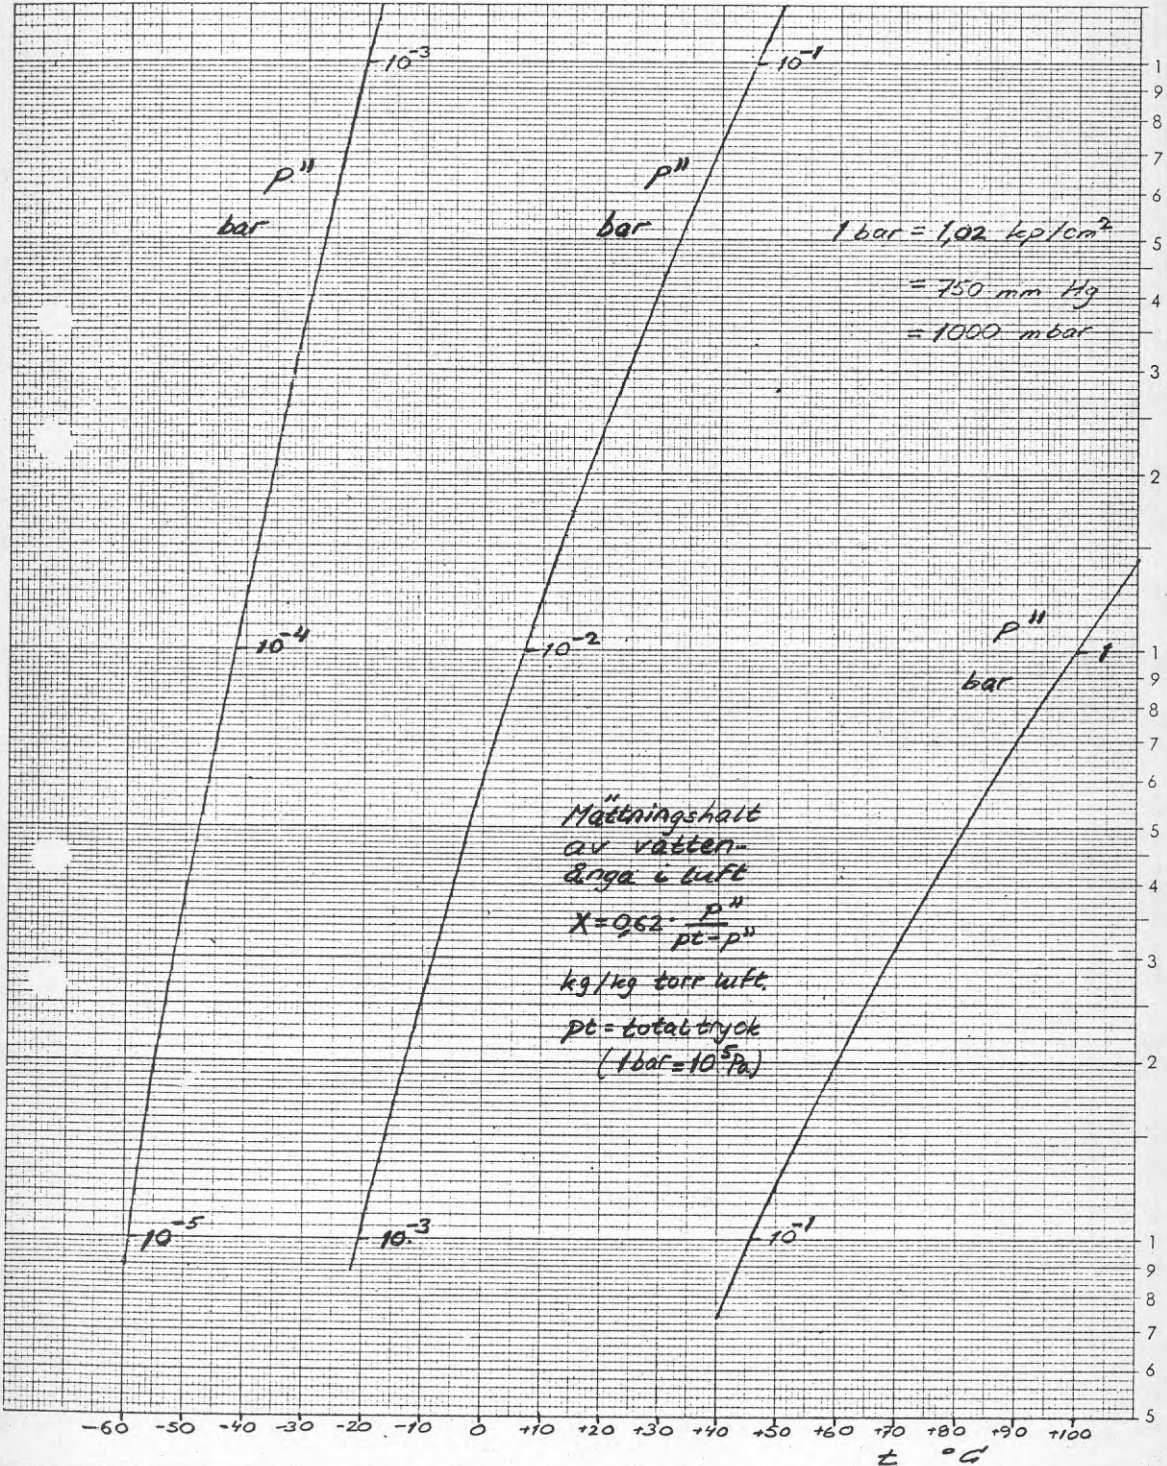 10⁻³
10⁻¹
p"
bar
p"
bar
1 bar = 1,02 kp/cm²
= 750 mm Hg
= 1000 mbar
10⁻⁴
10⁻²
p"
bar
1
Mättningshalt
av vatten-
ånga i luft
X = 0,62 · p" / pt - p"
kg/kg torr luft.
pt = totaltryck
(1 bar = 10⁵ Pa)
10⁻⁵
10⁻³
10⁻¹
1
9
8
7
6
5
4
3
2
1
9
8
7
6
5
4
3
2
1
9
8
7
6
5
-60 -50 -40 -30 -20 -10 0 +10 +20 +30 +40 +50 +60 +70 +80 +90 +100
t °C